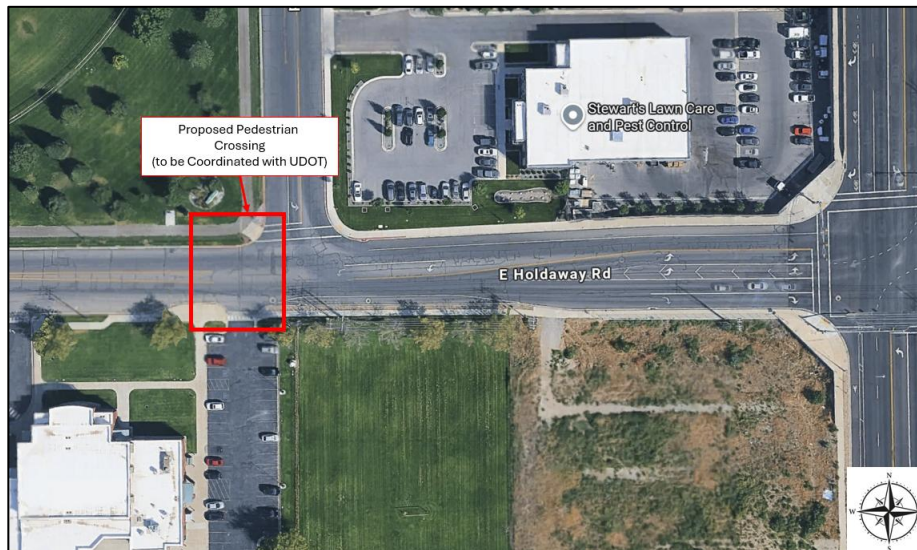 Proposed Pedestrian
Crossing
(to be Coordinated with UDOT)
Stewart's Lawn Care
and Pest Control
E Holdaway Rd
N
W
E
S